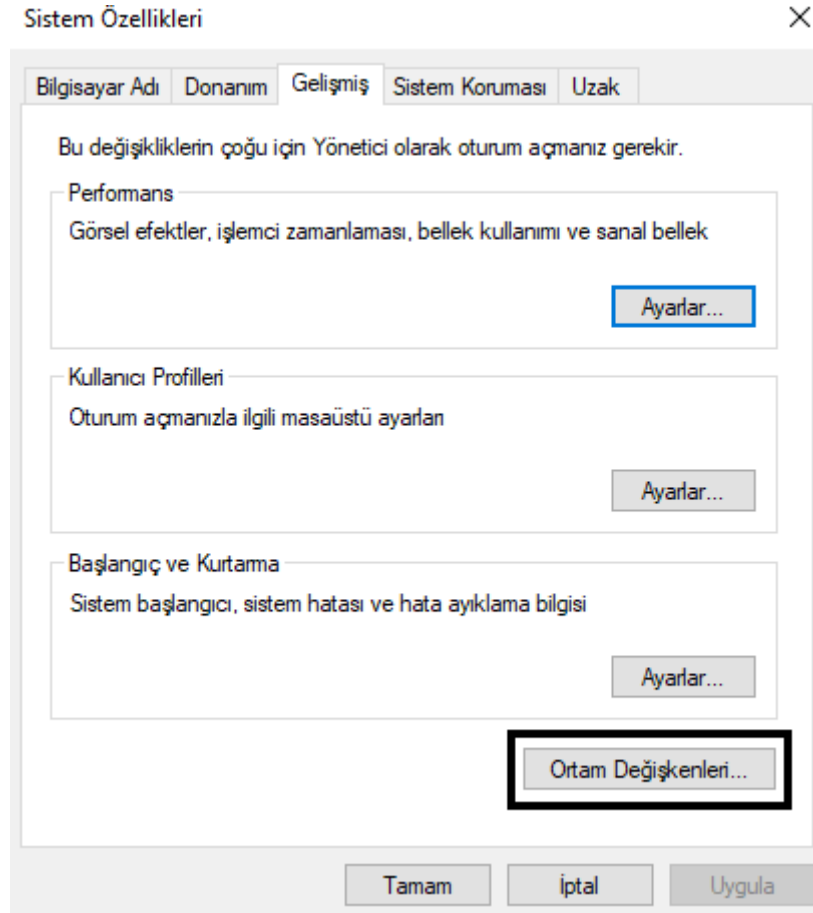 Sistem Özellikleri
Bilgisayar Adı Donanım Gelişmiş Sistem Koruması Uzak
Bu değişikliklerin çoğu için Yönetici olarak oturum açmanız gerekir.
Performans
Görsel efektler, işlemci zamanlaması, bellek kullanımı ve sanal bellek
Ayarlar...
Kullanıcı Profilleri
Oturum açmanızla ilgili masaüstü ayarları
Ayarlar...
Başlangıç ve Kurtarma
Sistem başlangıcı, sistem hatası ve hata ayıklama bilgisi
Ayarlar...
Ortam Değişkenleri...
Tamam İptal Uygula